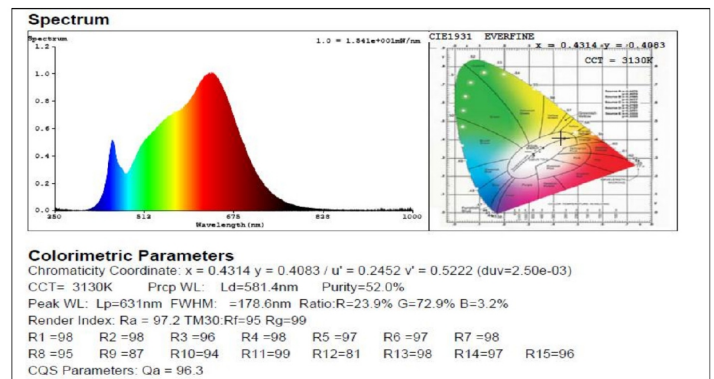 Spectrum
Spectrum 1.0 = 1.841e+001mW/nm
1.2
1.0
0.8
0.6
0.4
0.2
0.0
350 513 675 838 1000
Wavelength(nm)
CIE1931 EVERFINE
x = 0.4314 y = 0.4083
CCT = 3130K
Colorimetric Parameters
Chromaticity Coordinate: x = 0.4314 y = 0.4083 / u' = 0.2452 v' = 0.5222 (duv=2.50e-03)
CCT= 3130K Prcp WL: Ld=581.4nm Purity=52.0%
Peak WL: Lp=631nm FWHM: =178.6nm Ratio:R=23.9% G=72.9% B=3.2%
Render Index: Ra = 97.2 TM30:Rf=95 Rg=99
R1 =98 R2 =98 R3 =96 R4 =98 R5 =97 R6 =97 R7 =98
R8 =95 R9 =87 R10=94 R11=99 R12=81 R13=98 R14=97 R15=96
CQS Parameters: Qa = 96.3